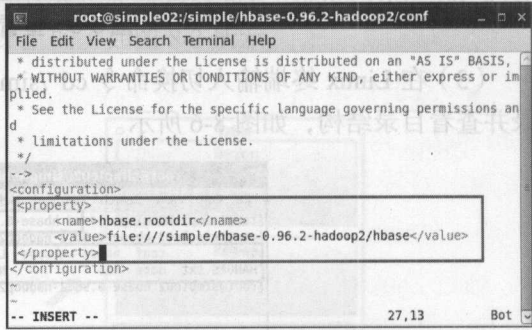 root@simple02:/simple/hbase-0.96.2-hadoop2/conf
File Edit View Search Terminal Help
* distributed under the License is distributed on an "AS IS" BASIS,
* WITHOUT WARRANTIES OR CONDITIONS OF ANY KIND, either express or im
plied.
* See the License for the specific language governing permissions an
d
* limitations under the License.
*/
-->
<configuration>
<property>
<name>hbase.rootdir</name>
<value>file:///simple/hbase-0.96.2-hadoop2/hbase</value>
</property>
</configuration>
~
~
-- INSERT -- 27,13 Bot